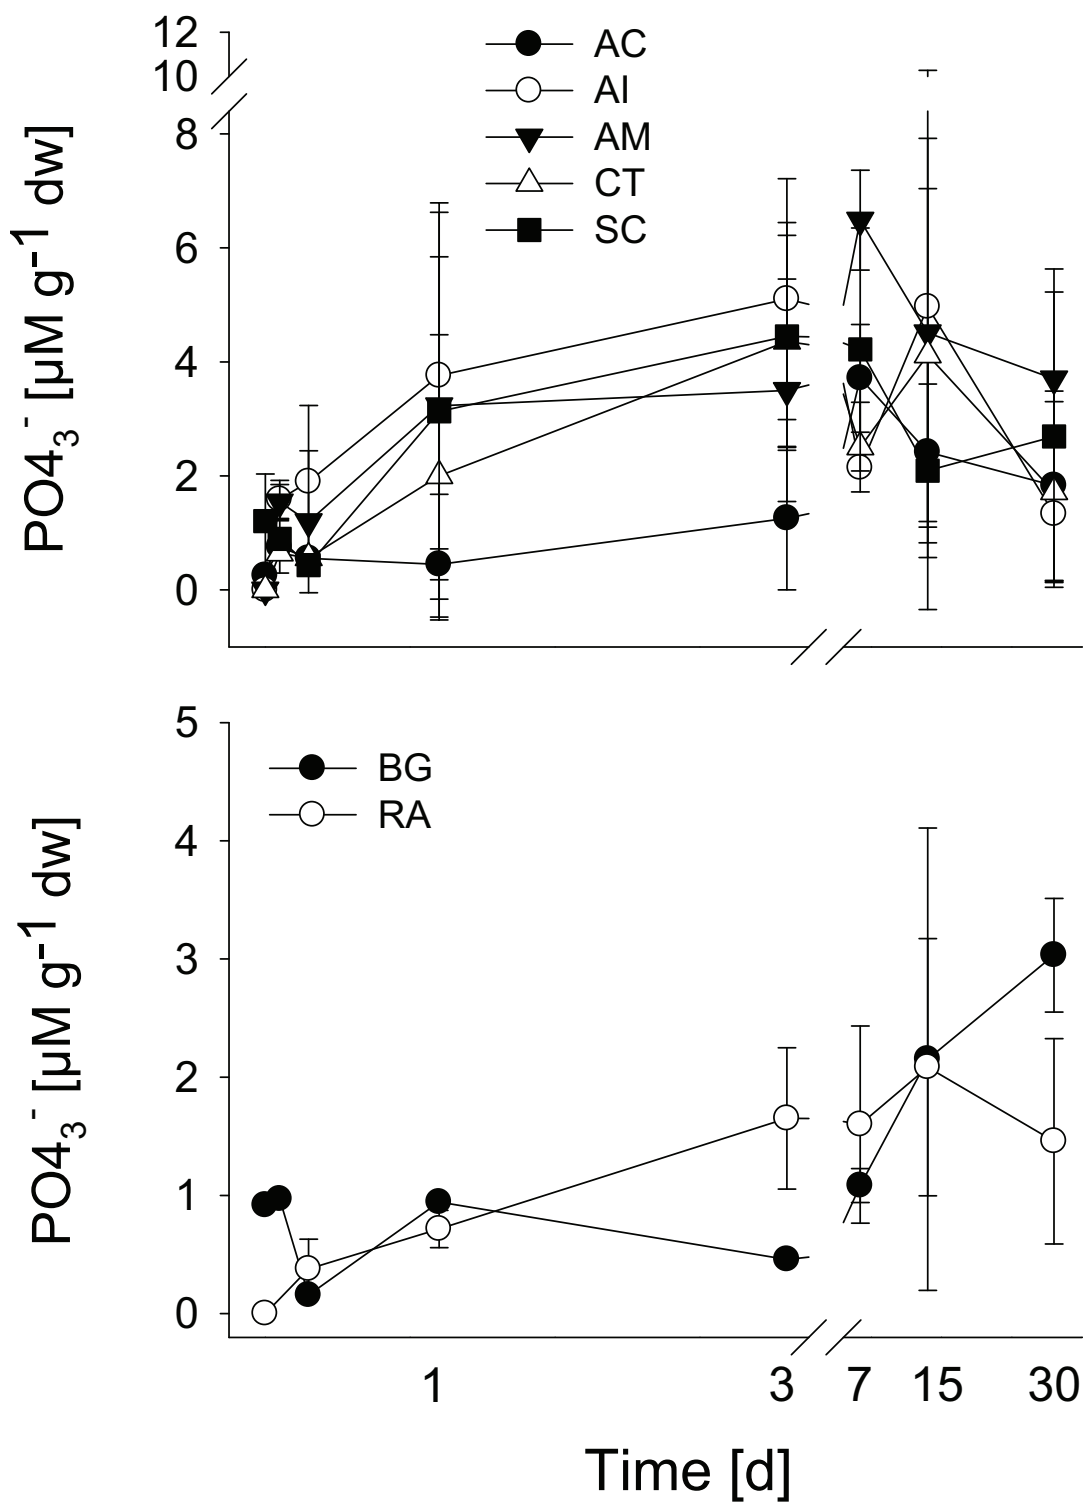 12
10
8
6
4
2
0
PO4₃⁻ [µM g⁻¹ dw]
AC
AI
AM
CT
SC
5
4
3
2
1
0
PO4₃⁻ [µM g⁻¹ dw]
BG
RA
1 3 7 15 30
Time [d]